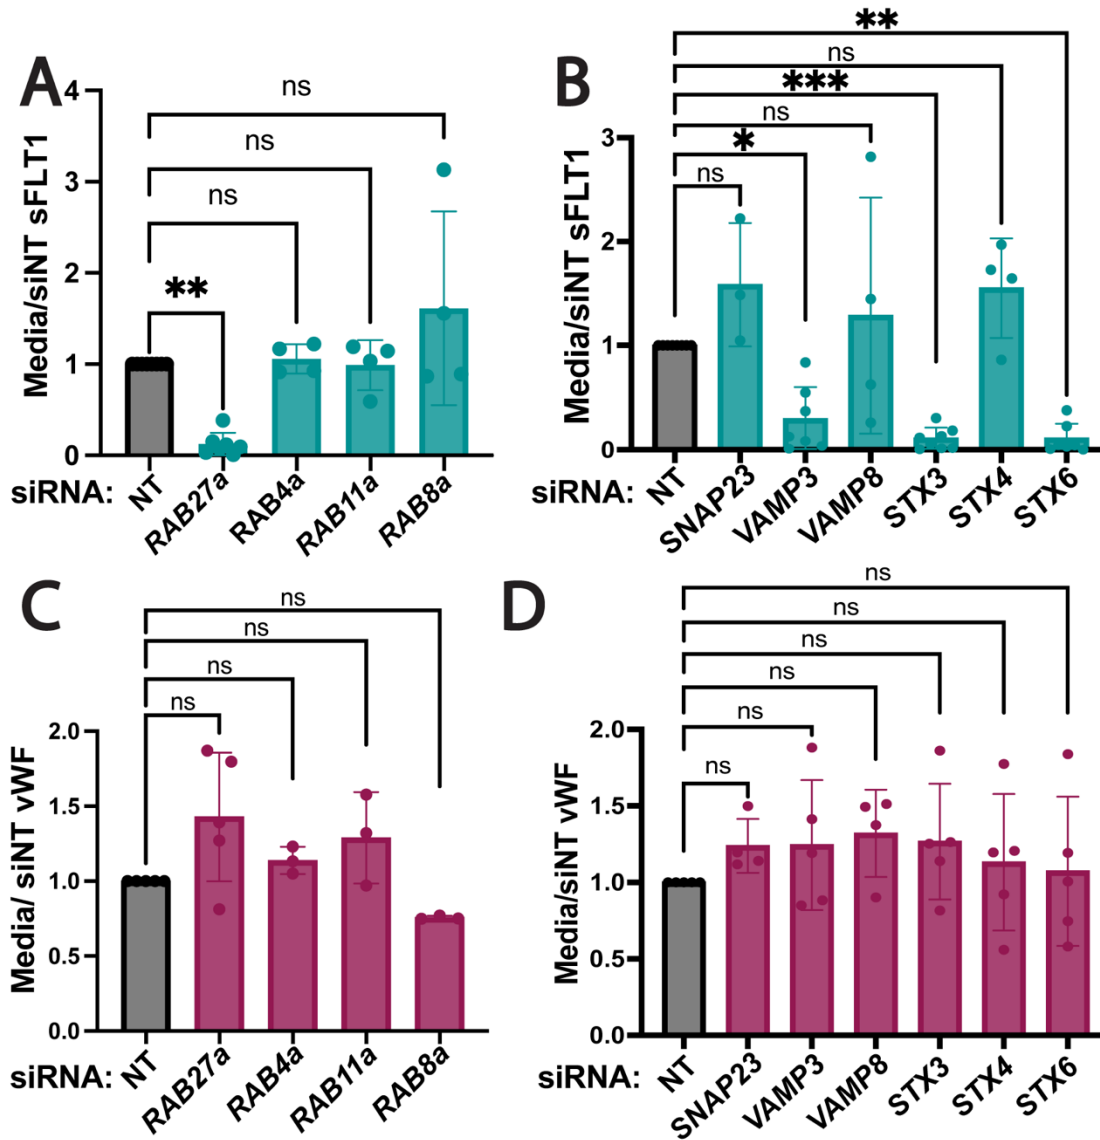 A
Media/siNT sFLT1
4
3
2
1
0
ns
ns
ns
**
siRNA:
NT
RAB27a
RAB4a
RAB11a
RAB8a
B
Media/siNT sFLT1
3
2
1
0
**
ns
***
ns
*
ns
siRNA:
NT
SNAP23
VAMP3
VAMP8
STX3
STX4
STX6
C
Media/ siNT vWF
2.0
1.5
1.0
0.5
0.0
ns
ns
ns
ns
siRNA:
NT
RAB27a
RAB4a
RAB11a
RAB8a
D
Media/siNT vWF
2.0
1.5
1.0
0.5
0.0
ns
ns
ns
ns
ns
ns
siRNA:
NT
SNAP23
VAMP3
VAMP8
STX3
STX4
STX6